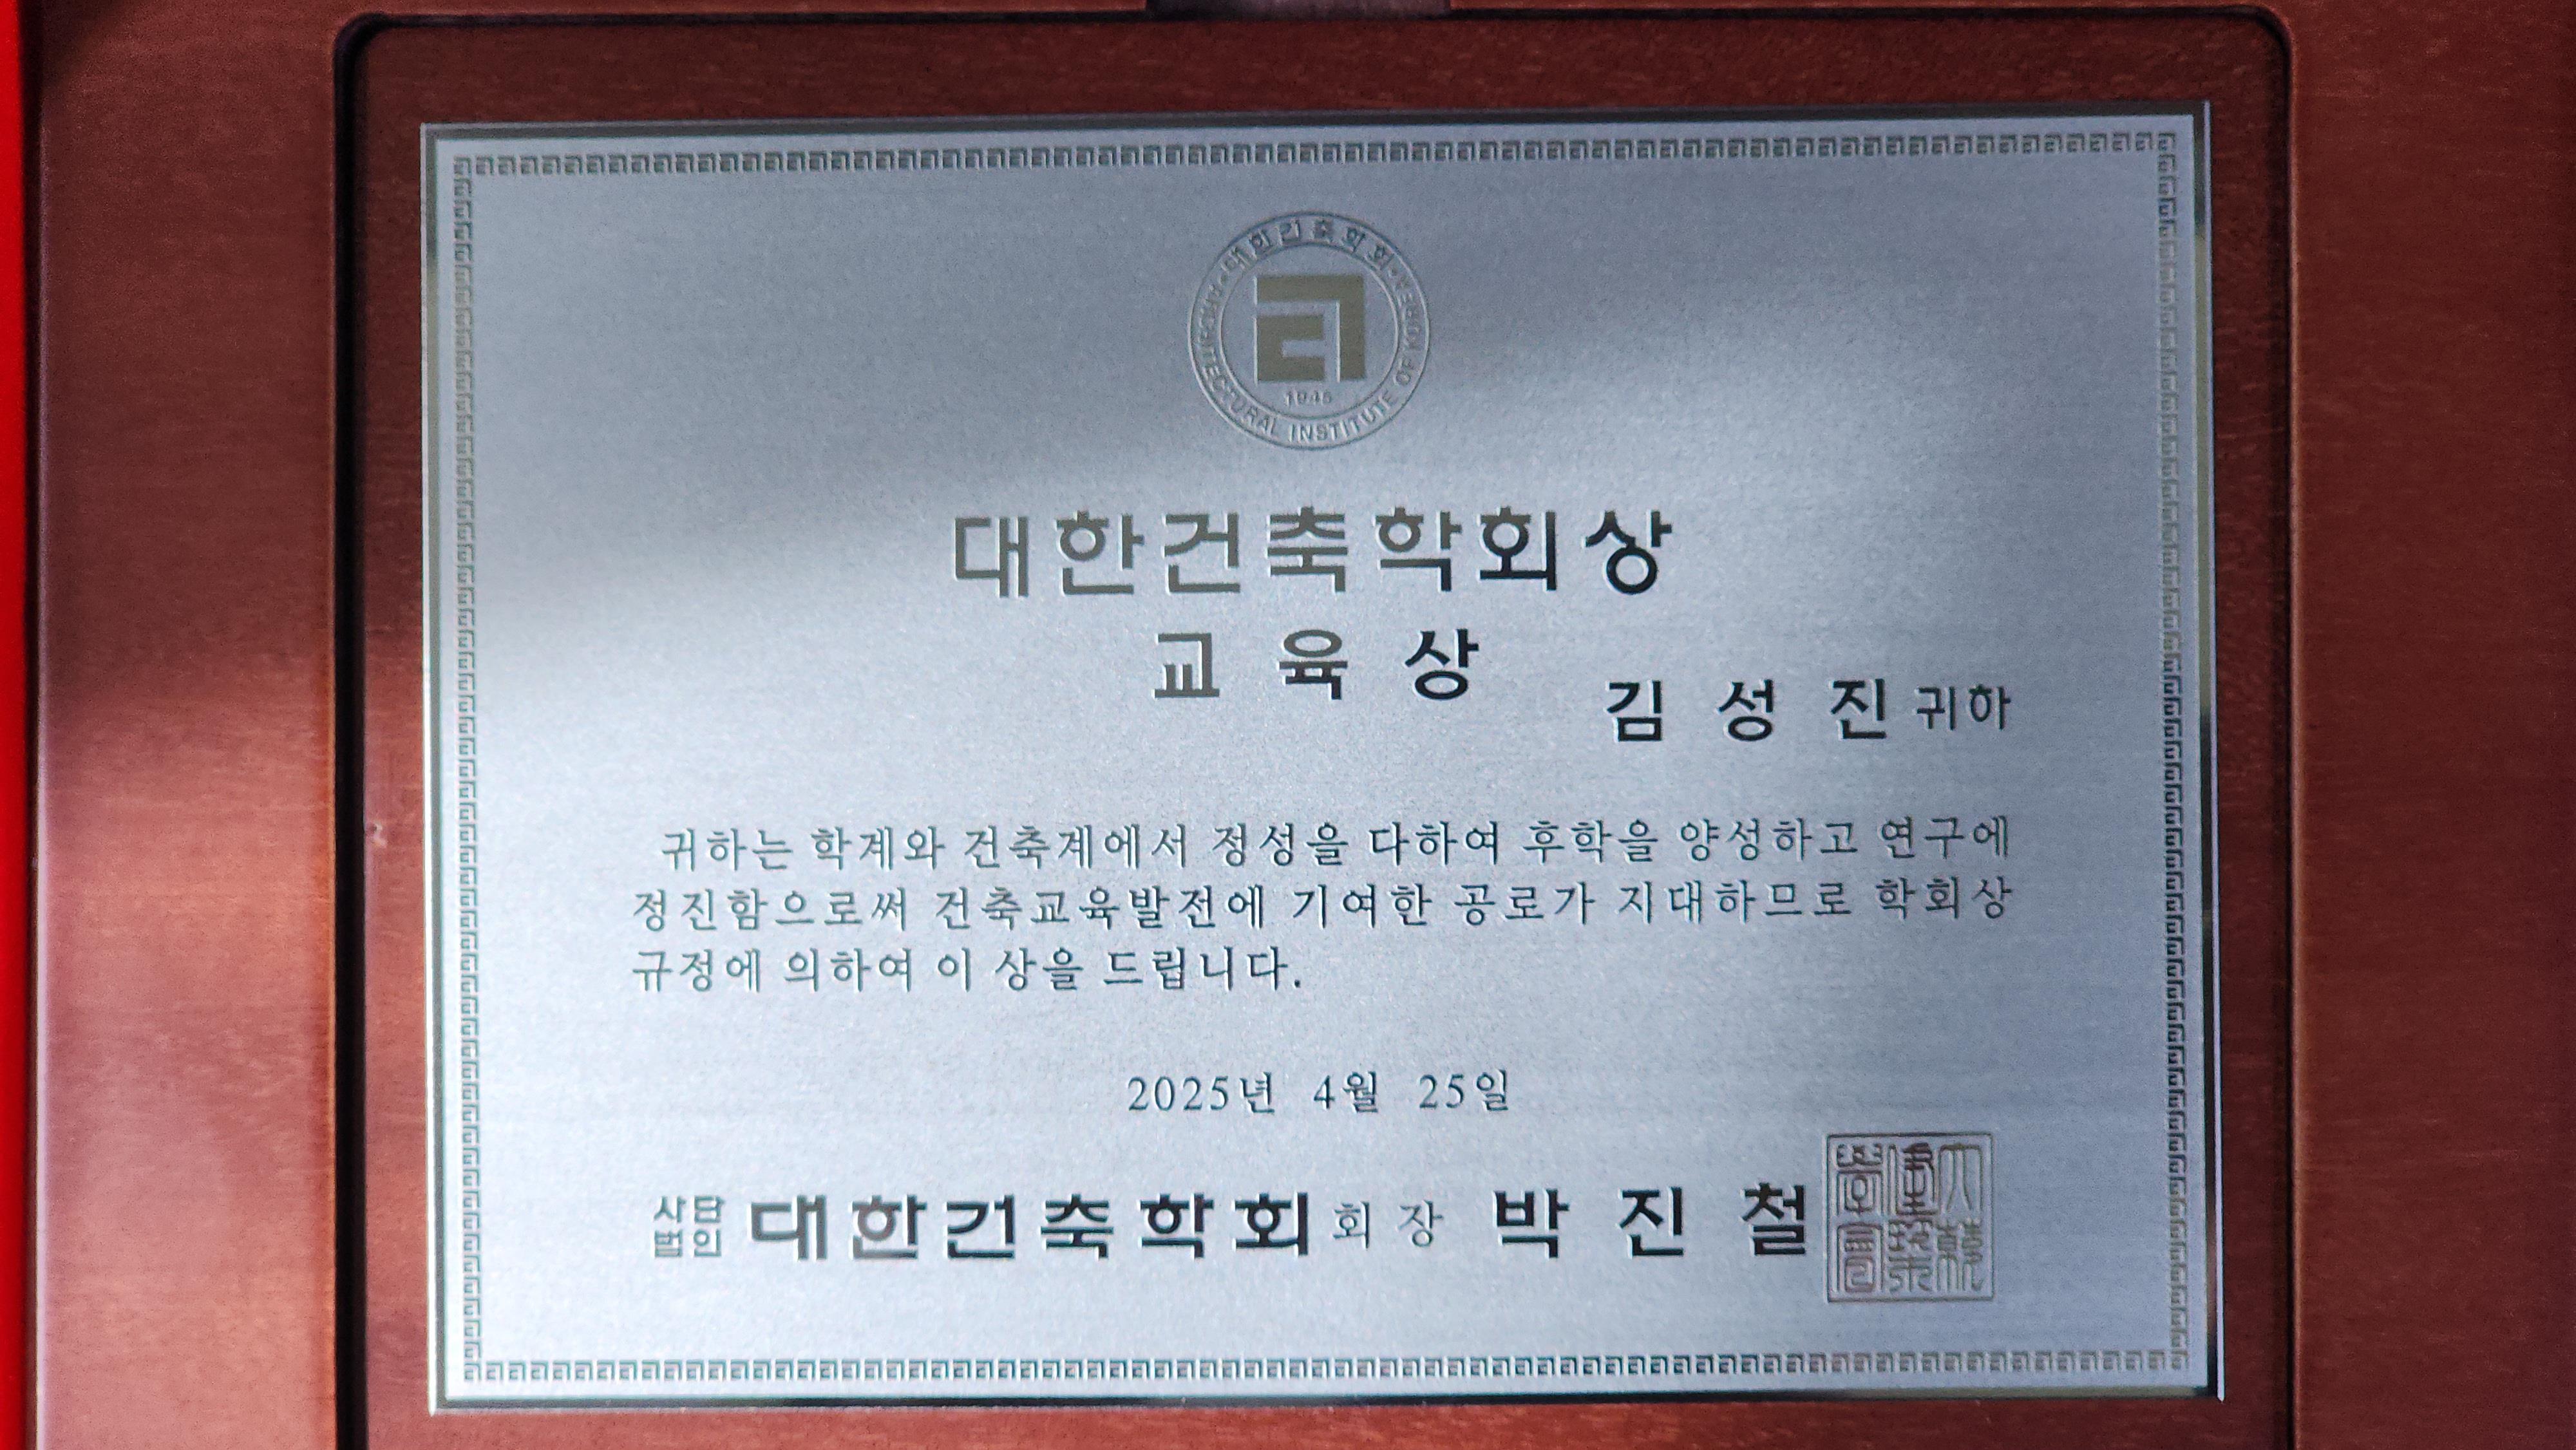 대한건축학회·ARCHITECTURAL INSTITUTE OF KOREA·
1945
대한건축학회상
교육상
김성진 귀하
귀하는 학계와 건축계에서 정성을 다하여 후학을 양성하고 연구에
정진함으로써 건축교육발전에 기여한 공로가 지대하므로 학회상
규정에 의하여 이 상을 드립니다.
2025년 4월 25일
사단법인 대한건축학회 회장 박진철
大韓建築學會